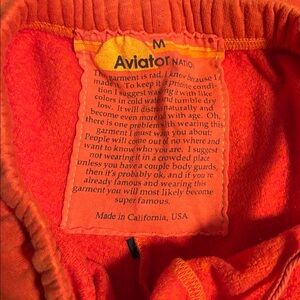 M
Aviator NATION
This garment is rad. I know because I
made it. To keep it in pristine condi-
tion I suggest washing it with like
colors in cold water and tumble dry
low. It will distress naturally and
become even more rad with age. Oh,
there is one problem with wearing this
garment I must warn you about:
People will come out of no where and
want to know who you are. I suggest
not wearing it in a crowded place
unless you have a couple body guards,
then it's probably ok, and if you're
already famous and wearing this
garment you will most likely become
super famous.
Made in California, USA